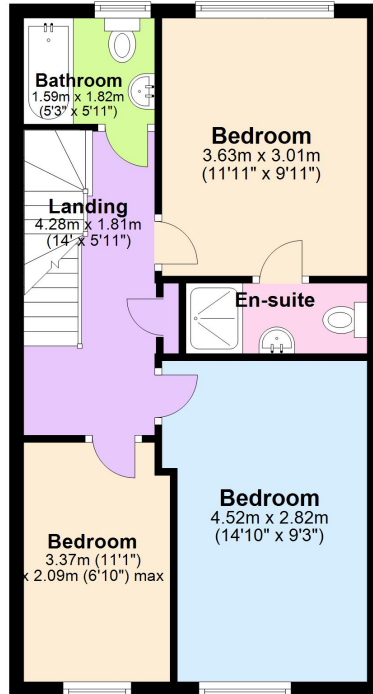 Bathroom
1.59m x 1.82m
(5'3" x 5'11")
Bedroom
3.63m x 3.01m
(11'11" x 9'11")
Landing
4.28m x 1.81m
(14' x 5'11")
En-suite
Bedroom
4.52m x 2.82m
(14'10" x 9'3")
Bedroom
3.37m (11'1")
x 2.09m (6'10") max